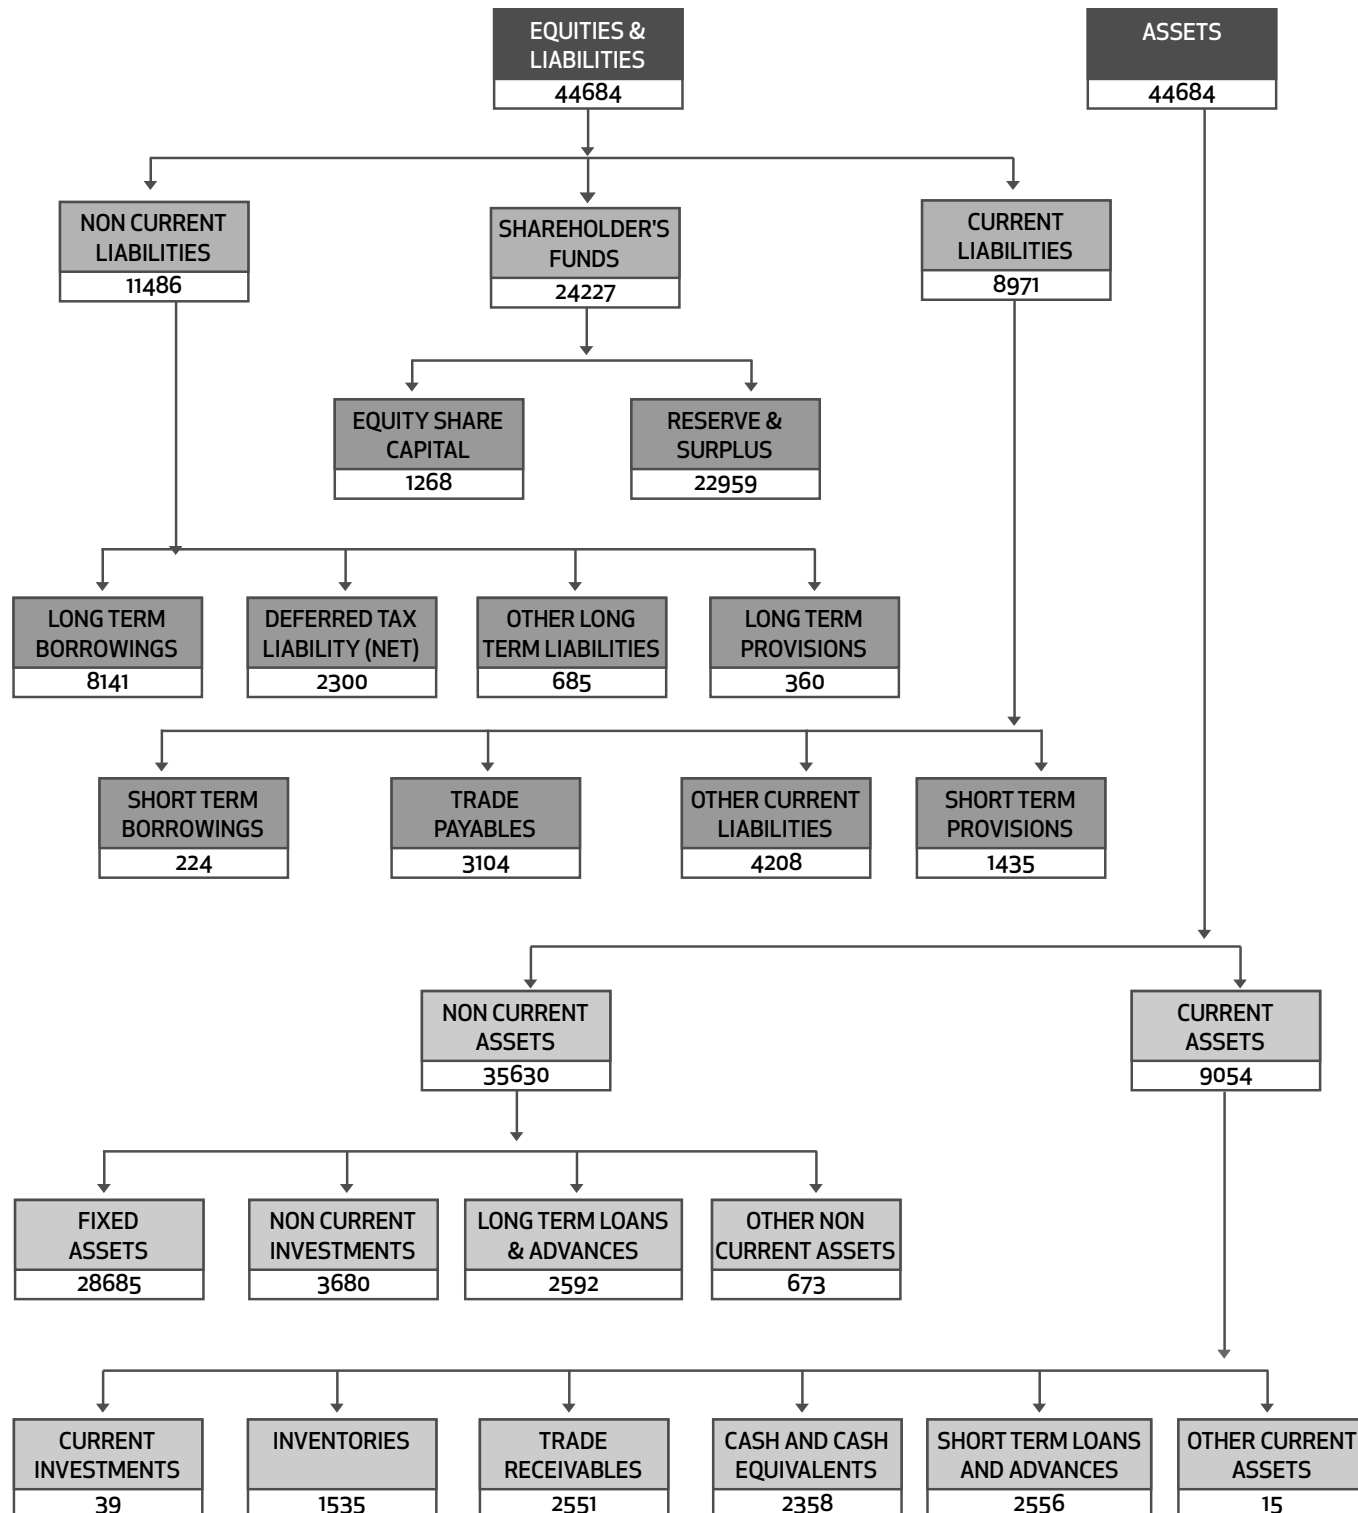 EQUITIES &
LIABILITIES
44684
ASSETS
44684
NON CURRENT
LIABILITIES
11486
SHAREHOLDER'S
FUNDS
24227
CURRENT
LIABILITIES
8971
EQUITY SHARE
CAPITAL
1268
RESERVE &
SURPLUS
22959
LONG TERM
BORROWINGS
8141
DEFERRED TAX
LIABILITY (NET)
2300
OTHER LONG
TERM LIABILITIES
685
LONG TERM
PROVISIONS
360
SHORT TERM
BORROWINGS
224
TRADE
PAYABLES
3104
OTHER CURRENT
LIABILITIES
4208
SHORT TERM
PROVISIONS
1435
NON CURRENT
ASSETS
35630
CURRENT
ASSETS
9054
FIXED
ASSETS
28685
NON CURRENT
INVESTMENTS
3680
LONG TERM LOANS
& ADVANCES
2592
OTHER NON
CURRENT ASSETS
673
CURRENT
INVESTMENTS
39
INVENTORIES
1535
TRADE
RECEIVABLES
2551
CASH AND CASH
EQUIVALENTS
2358
SHORT TERM LOANS
AND ADVANCES
2556
OTHER CURRENT
ASSETS
15